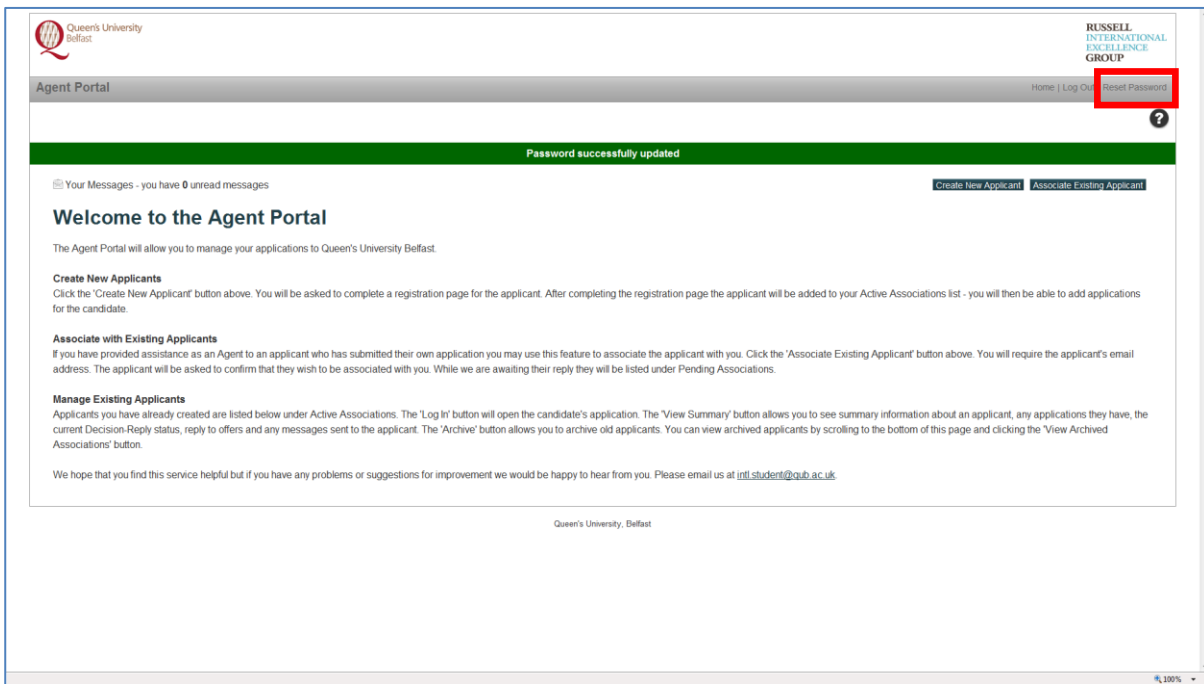 Queen's University
Belfast
RUSSELL
INTERNATIONAL
EXCELLENCE
GROUP
Agent Portal
Home | Log Out Reset Password
?
Password successfully updated
Your Messages - you have 0 unread messages
Create New Applicant Associate Existing Applicant
Welcome to the Agent Portal
The Agent Portal will allow you to manage your applications to Queen's University Belfast.
Create New Applicants
Click the 'Create New Applicant' button above. You will be asked to complete a registration page for the applicant. After completing the registration page the applicant will be added to your Active Associations list - you will then be able to add applications
for the candidate.
Associate with Existing Applicants
If you have provided assistance as an Agent to an applicant who has submitted their own application you may use this feature to associate the applicant with you. Click the 'Associate Existing Applicant' button above. You will require the applicant's email
address. The applicant will be asked to confirm that they wish to be associated with you. While we are awaiting their reply they will be listed under Pending Associations.
Manage Existing Applicants
Applicants you have already created are listed below under Active Associations. The 'Log In' button will open the candidate's application. The 'View Summary' button allows you to see summary information about an applicant, any applications they have, the
current Decision-Reply status, reply to offers and any messages sent to the applicant. The 'Archive' button allows you to archive old applicants. You can view archived applicants by scrolling to the bottom of this page and clicking the 'View Archived
Associations' button.
We hope that you find this service helpful but if you have any problems or suggestions for improvement we would be happy to hear from you. Please email us at intl.student@qub.ac.uk.
Queen's University, Belfast
100%